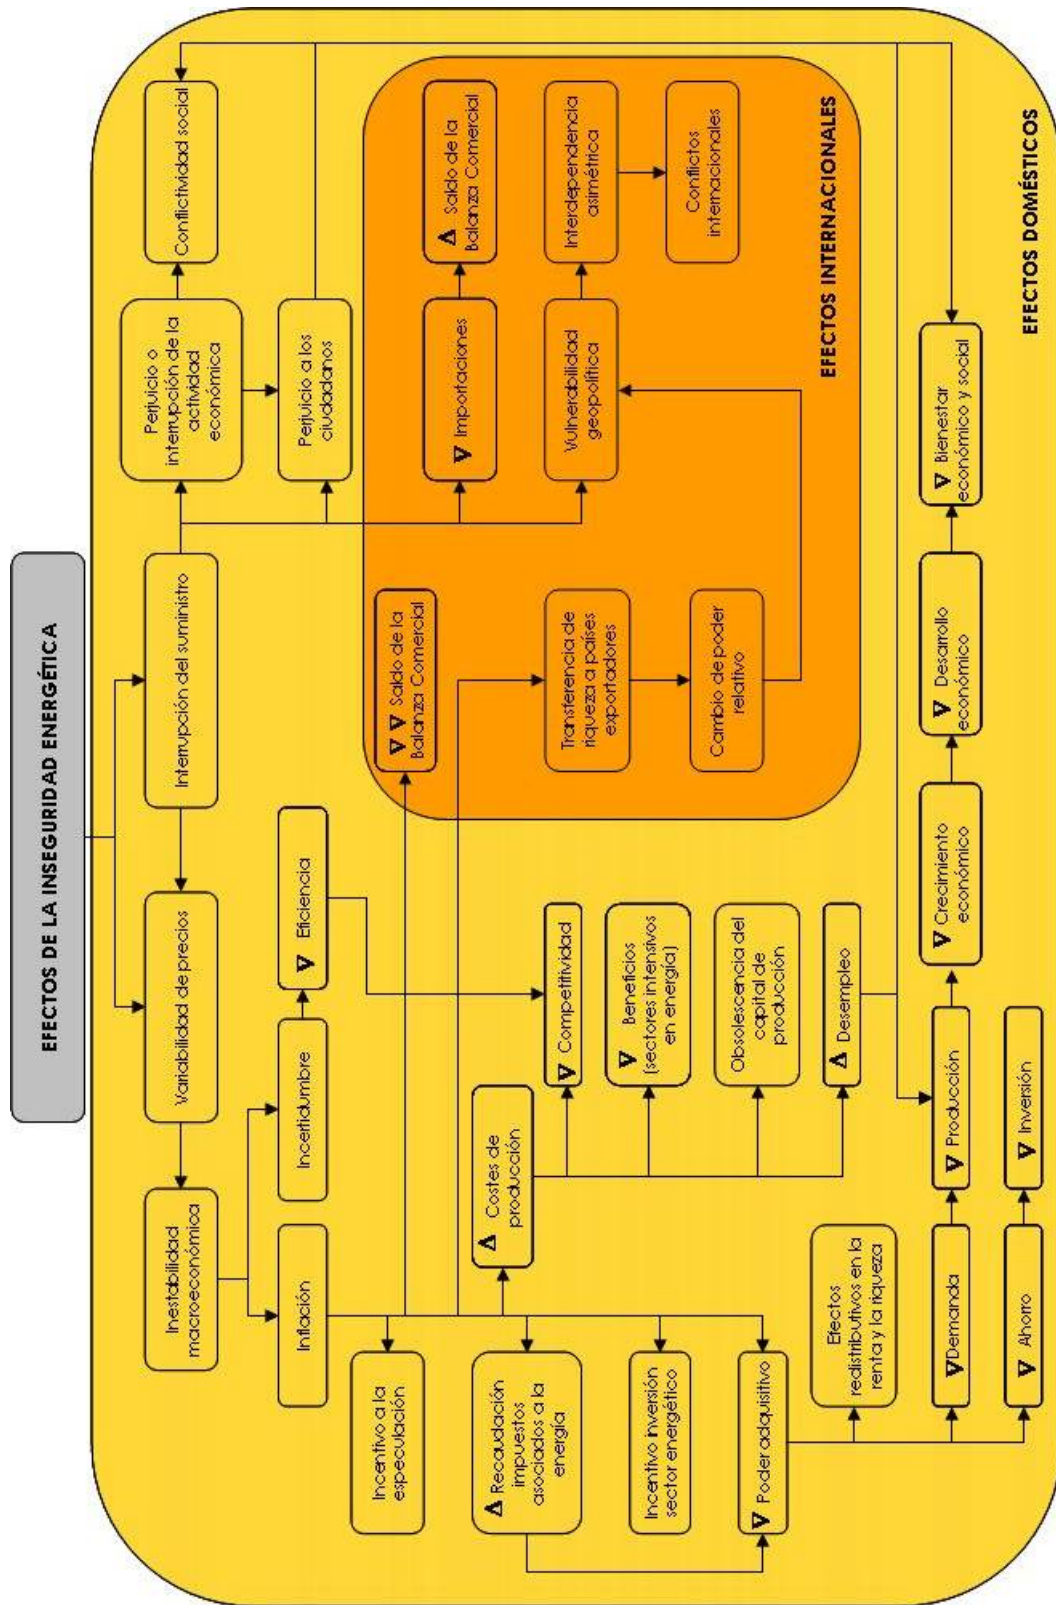 EFECTOS DE LA INSEGURIDAD ENERGÉTICA
Inestabilidad
macroeconómica
Variabilidad de precios
Interrupción del suministro
Perjuicio o
interrupción de la
actividad
económica
Conflictividad social
Inflación
Incertidumbre
∇ Eficiencia
Perjuicio a los
ciudadanos
Incentivo a la
especulación
∇ ∇ Saldo de la
Balanza Comercial
∇ Importaciones
Δ Saldo de la
Balanza Comercial
Δ Recaudación
impuestos
asociados a la
energía
Δ Costes de
producción
∇ Competitividad
Transferencia de
riqueza a países
exportadores
Vulnerabilidad
geopolítica
Interdependencia
asimétrica
Incentivo inversión
sector energético
∇ Beneficios
(sectores intensivos
en energía)
Cambio de poder
relativo
Conflictos
internacionales
∇ Poder adquisitivo
Obsolescencia del
capital de
producción
EFECTOS INTERNACIONALES
Efectos
redistributivos en la
renta y la riqueza
Δ Desempleo
∇Demanda
∇ Producción
∇ Crecimiento
económico
∇ Desarrollo
económico
∇ Bienestar
económico y social
∇ Ahorro
∇ Inversión
EFECTOS DOMÉSTICOS